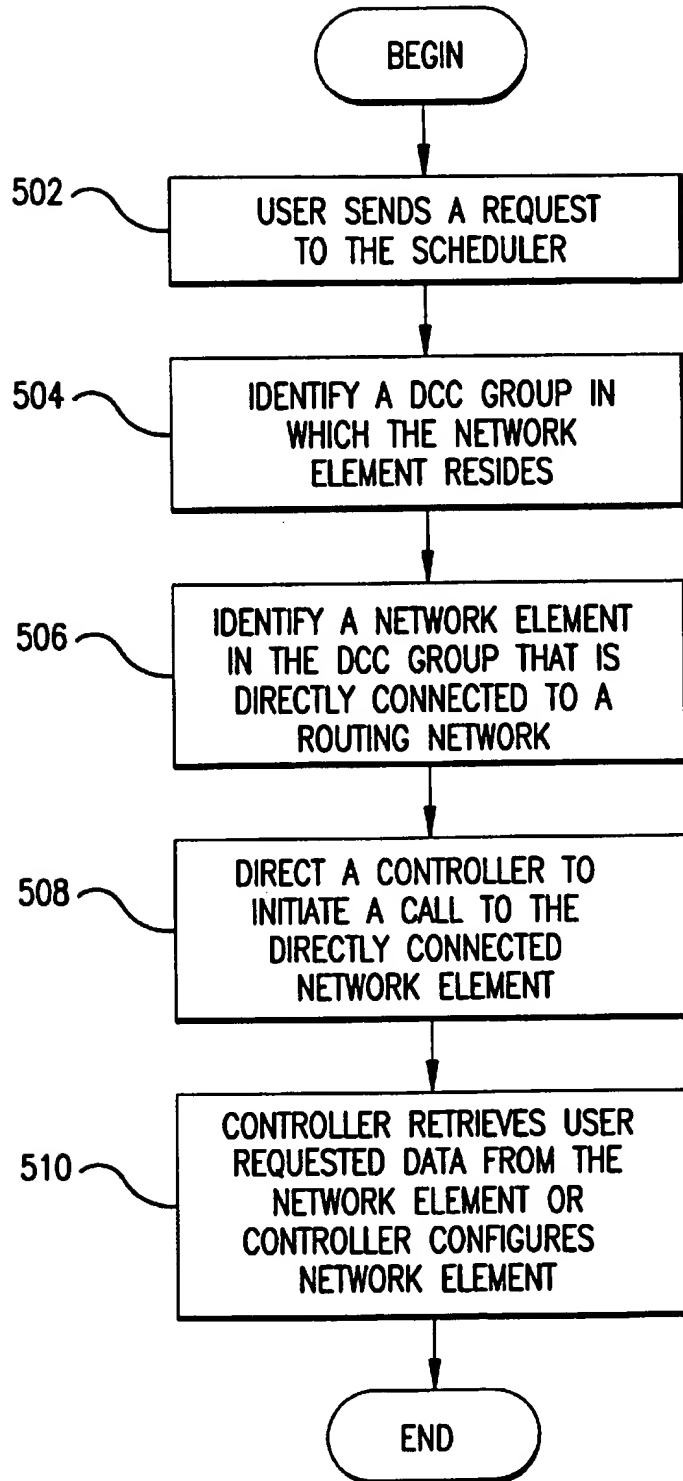 BEGIN
502
USER SENDS A REQUEST
TO THE SCHEDULER
504
IDENTIFY A DCC GROUP IN
WHICH THE NETWORK
ELEMENT RESIDES
506
IDENTIFY A NETWORK ELEMENT
IN THE DCC GROUP THAT IS
DIRECTLY CONNECTED TO A
ROUTING NETWORK
508
DIRECT A CONTROLLER TO
INITIATE A CALL TO THE
DIRECTLY CONNECTED
NETWORK ELEMENT
510
CONTROLLER RETRIEVES USER
REQUESTED DATA FROM THE
NETWORK ELEMENT OR
CONTROLLER CONFIGURES
NETWORK ELEMENT
END